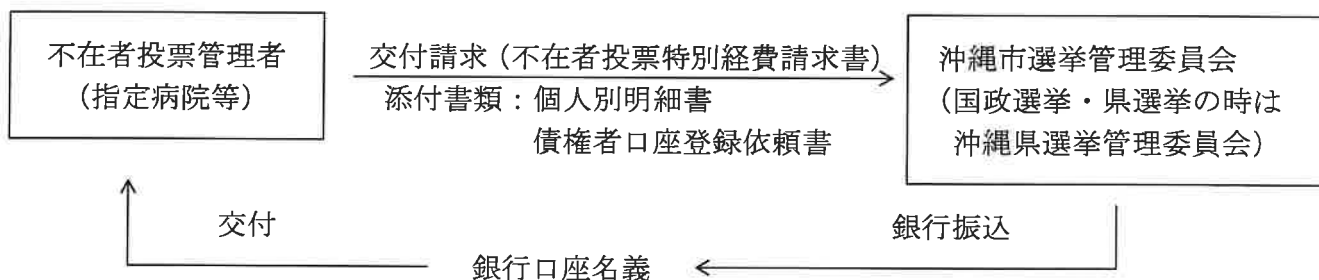 不在者投票管理者
（指定病院等）
交付請求（不在者投票特別経費請求書）
添付書類：個人別明細書
債権者口座登録依頼書
沖縄市選挙管理委員会
（国政選挙・県選挙の時は
沖縄県選挙管理委員会）
交付
銀行振込
銀行口座名義